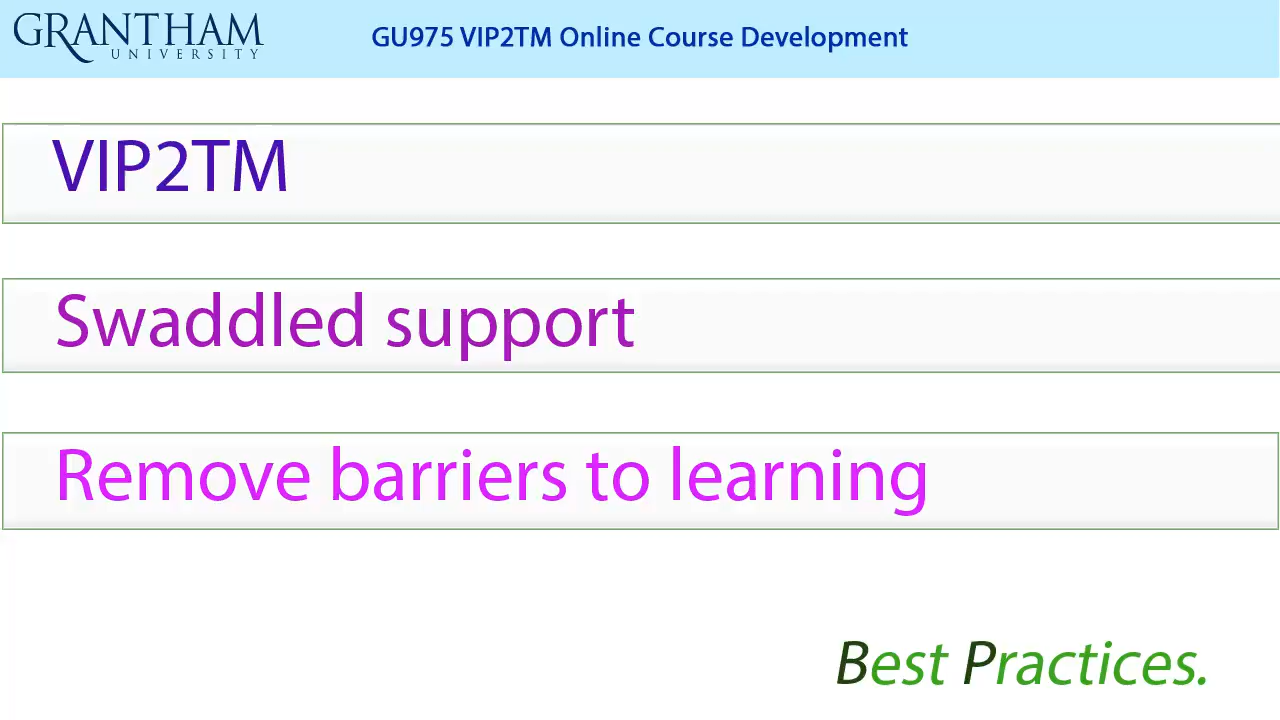 GRANTHAM
UNIVERSITY
GU975 VIP2TM Online Course Development
VIP2TM
Swaddled support
Remove barriers to learning
Best Practices.